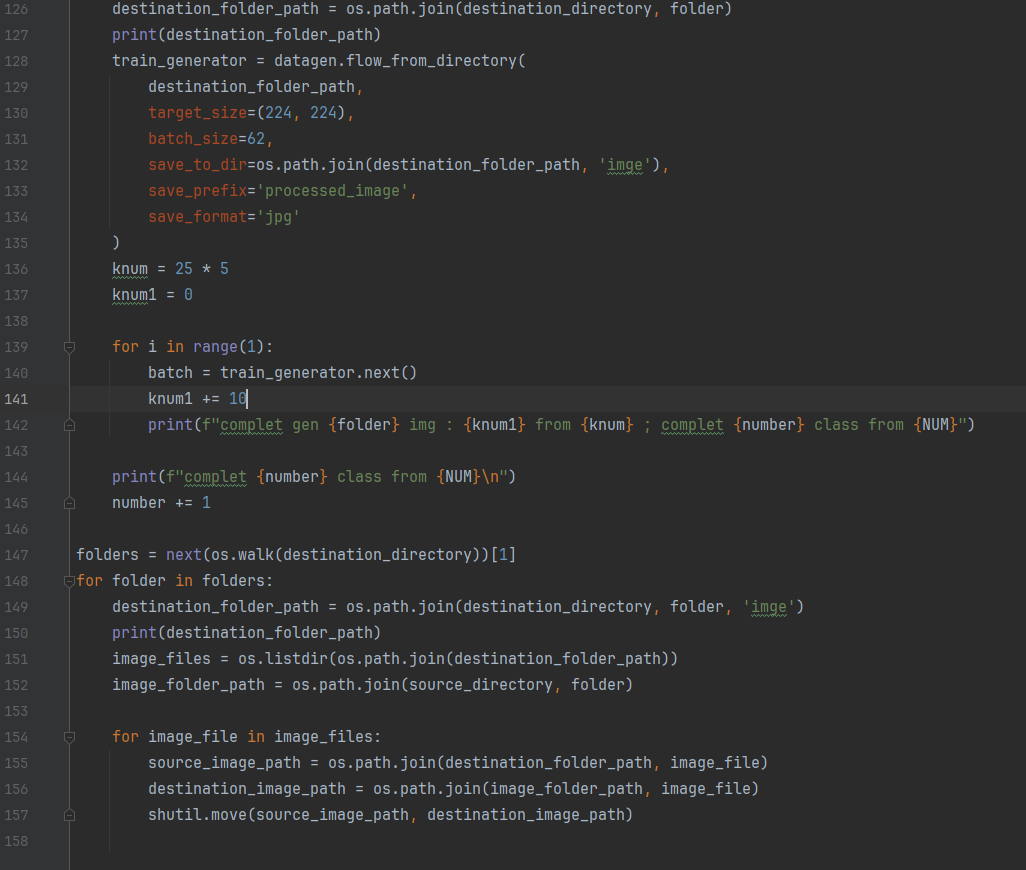 126 destination_folder_path = os.path.join(destination_directory, folder)
127 print(destination_folder_path)
128 train_generator = datagen.flow_from_directory(
129 destination_folder_path,
130 target_size=(224, 224),
131 batch_size=62,
132 save_to_dir=os.path.join(destination_folder_path, 'imge'),
133 save_prefix='processed_image',
134 save_format='jpg'
135 )
136 knum = 25 * 5
137 knum1 = 0
138
139 for i in range(1):
140 batch = train_generator.next()
141 knum1 += 10
142 print(f"complet gen {folder} img : {knum1} from {knum} ; complet {number} class from {NUM}")
143
144 print(f"complet {number} class from {NUM}\n")
145 number += 1
146
147 folders = next(os.walk(destination_directory))[1]
148 for folder in folders:
149 destination_folder_path = os.path.join(destination_directory, folder, 'imge')
150 print(destination_folder_path)
151 image_files = os.listdir(os.path.join(destination_folder_path))
152 image_folder_path = os.path.join(source_directory, folder)
153
154 for image_file in image_files:
155 source_image_path = os.path.join(destination_folder_path, image_file)
156 destination_image_path = os.path.join(image_folder_path, image_file)
157 shutil.move(source_image_path, destination_image_path)
158